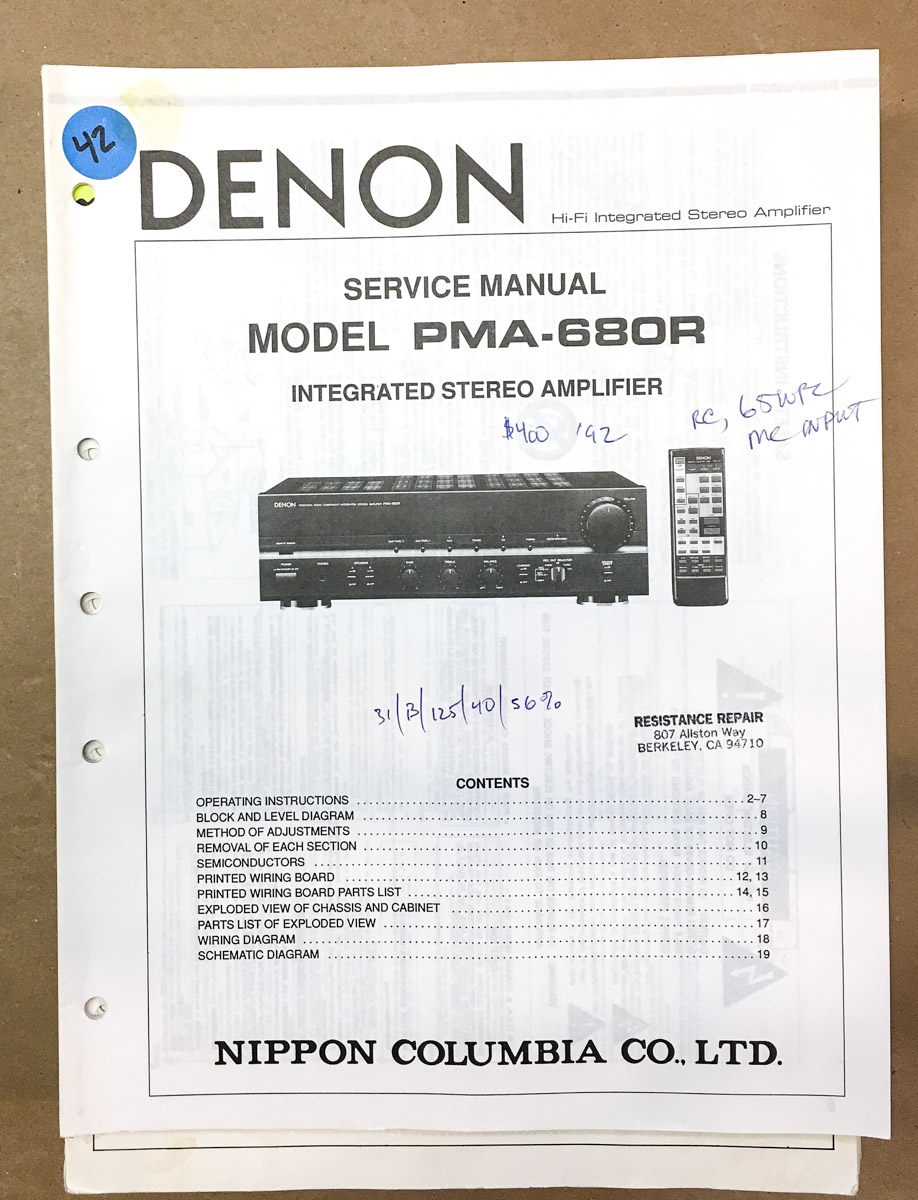 42
DENON
Hi-Fi Integrated Stereo Amplifier
SERVICE MANUAL
MODEL PMA-680R
INTEGRATED STEREO AMPLIFIER
$400 '92
RC, 65WPC
MC INPUT
DENON
DENON
31/13/125/40/56%
RESISTANCE REPAIR
807 Allston Way
BERKELEY, CA 94710
CONTENTS
OPERATING INSTRUCTIONS 2–7
BLOCK AND LEVEL DIAGRAM 8
METHOD OF ADJUSTMENTS 9
REMOVAL OF EACH SECTION 10
SEMICONDUCTORS 11
PRINTED WIRING BOARD 12, 13
PRINTED WIRING BOARD PARTS LIST 14, 15
EXPLODED VIEW OF CHASSIS AND CABINET 16
PARTS LIST OF EXPLODED VIEW 17
WIRING DIAGRAM 18
SCHEMATIC DIAGRAM 19
NIPPON COLUMBIA CO., LTD.